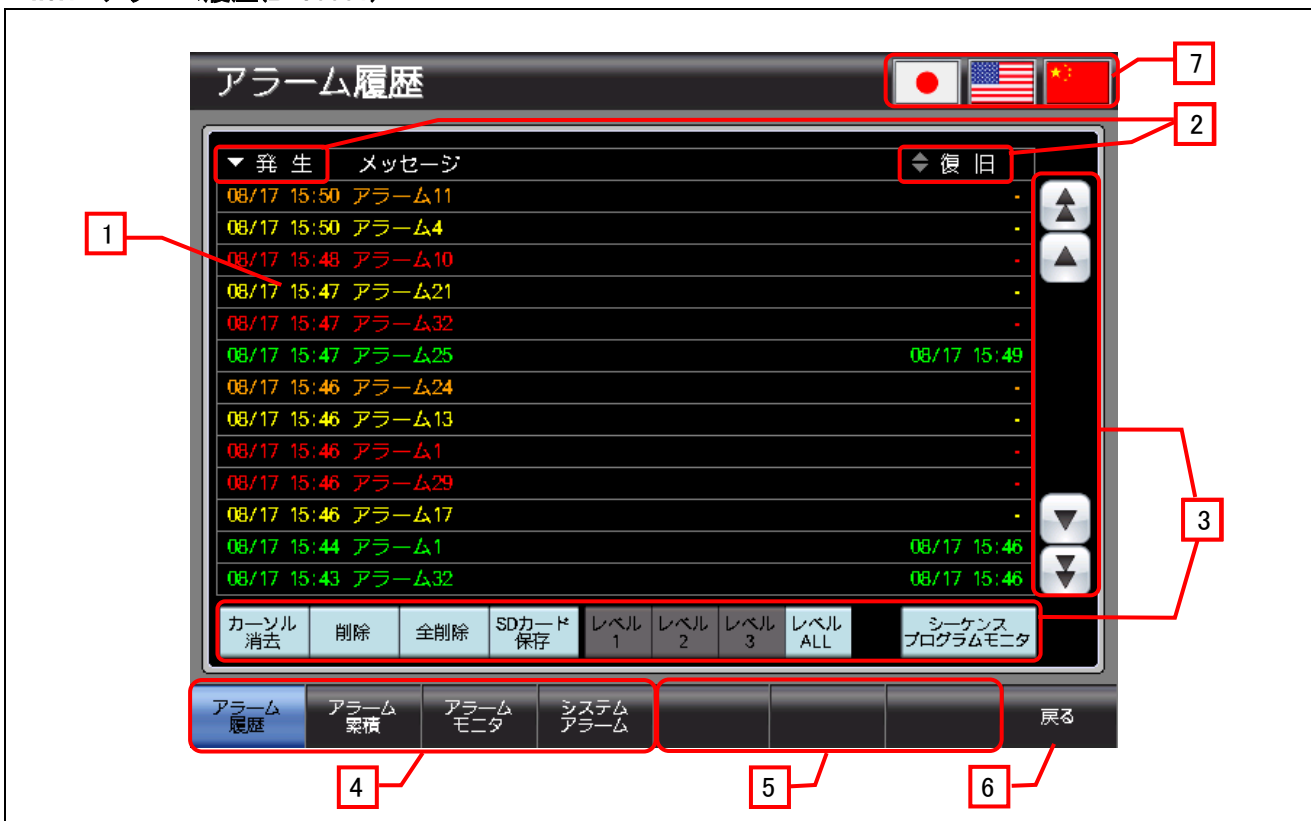 アラーム履歴
7
2
▼ 発 生 メッセージ 復 旧
08/17 15:50 アラーム11 -
08/17 15:50 アラーム4 -
1
08/17 15:48 アラーム10 -
08/17 15:47 アラーム21 -
08/17 15:47 アラーム32 -
08/17 15:47 アラーム25 08/17 15:49
08/17 15:46 アラーム24 -
08/17 15:46 アラーム13 -
08/17 15:46 アラーム1 -
08/17 15:46 アラーム29 -
08/17 15:46 アラーム17 -
3
08/17 15:44 アラーム1 08/17 15:46
08/17 15:43 アラーム32 08/17 15:46
カーソル
消去
削除
全削除
SDカード
保存
レベル
1
レベル
2
レベル
3
レベル
ALL
シーケンス
プログラムモニタ
アラーム
履歴
アラーム
累積
アラーム
モニタ
システム
アラーム
戻る
4
5
6